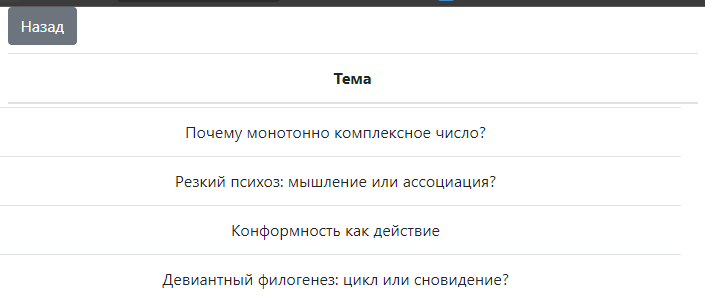 Назад
Тема
Почему монотонно комплексное число?
Резкий психоз: мышление или ассоциация?
Конформность как действие
Девиантный филогенез: цикл или сновидение?